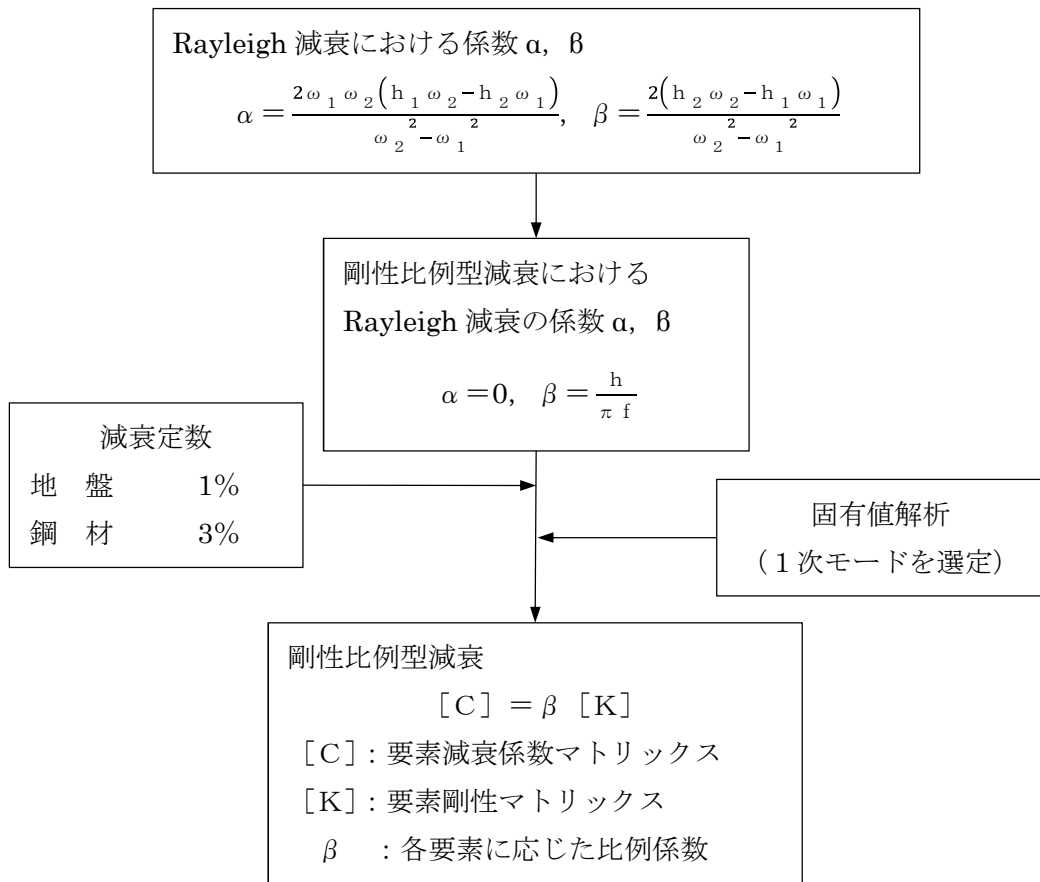 Rayleigh 減衰における係数 α, β
α＝2ω₁ω₂(h₁ω₂−h₂ω₁)/(ω₂²−ω₁²), β＝2(h₂ω₂−h₁ω₁)/(ω₂²−ω₁²)
剛性比例型減衰における
Rayleigh 減衰の係数 α, β
α＝0, β＝h/(π f)
減衰定数
地 盤 1%
鋼 材 3%
固有値解析
（１次モードを選定）
剛性比例型減衰
［C］＝β［K］
［C］：要素減衰係数マトリックス
［K］：要素剛性マトリックス
β ：各要素に応じた比例係数